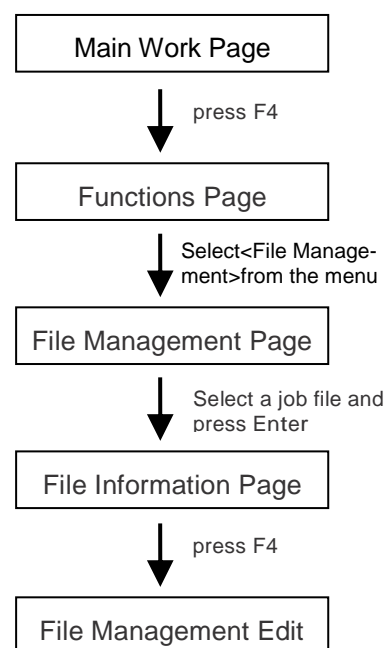 Main Work Page
press F4
Functions Page
Select<File Manage-
ment>from the menu
File Management Page
Select a job file and
press Enter
File Information Page
press F4
File Management Edit